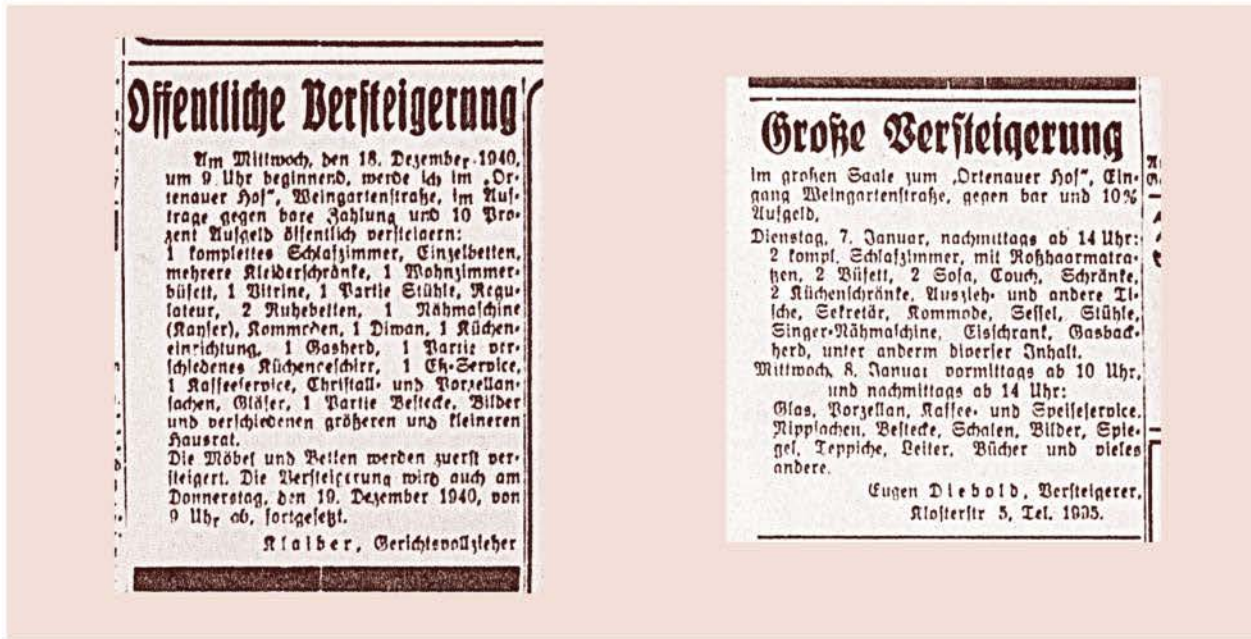 Öffentliche Versteigerung
Am Mittwoch, den 18. Dezember 1940,
um 9 Uhr beginnend, werde ich im „Or-
tenauer Hof", Weingartenstraße, im Auf-
trage gegen bare Zahlung und 10 Pro-
zent Aufgeld öffentlich versteigern:
1 komplettes Schlafzimmer, Einzelbetten,
mehrere Kleiderschränke, 1 Wohnzimmer-
büfett, 1 Vitrine, 1 Partie Stühle, Regu-
lateur, 2 Ruhebetten, 1 Nähmaschine
(Kayser), Kommoden, 1 Diwan, 1 Küchen-
einrichtung, 1 Gasherd, 1 Partie ver-
schiedenes Küchengeschirr, 1 Eß-Service,
1 Kaffeeservice, Christall- und Porzellan-
sachen, Gläser, 1 Partie Bestecke, Bilder
und verschiedenen größeren und kleineren
Hausrat.
Die Möbel und Betten werden zuerst ver-
steigert. Die Versteigerung wird auch am
Donnerstag, den 19. Dezember 1940, von
9 Uhr ab, fortgesetzt.
Klaiber, Gerichtsvollzieher
Große Versteigerung
im großen Saale zum „Ortenauer Hof", Ein-
gang Weingartenstraße, gegen bar und 10%
Aufgeld,
Dienstag, 7. Januar, nachmittags ab 14 Uhr:
2 kompl. Schlafzimmer, mit Roßhaarmatra-
tzen, 2 Büfett, 2 Sofa, Couch, Schränke,
2 Küchenschränke, Auszieh- und andere Ti-
sche, Sekretär, Kommode, Sessel, Stühle,
Singer-Nähmaschine, Eisschrank, Gasback-
herd, unter anderm diverser Inhalt.
Mittwoch, 8. Januar vormittags ab 10 Uhr,
und nachmittags ab 14 Uhr:
Glas, Porzellan, Kaffee- und Speiseservice,
Nippsachen, Bestecke, Schalen, Bilder, Spie-
gel, Teppiche, Leiter, Bücher und vieles
andere.
Eugen Diebold, Versteigerer,
Klosterstr 5, Tel. 1935.